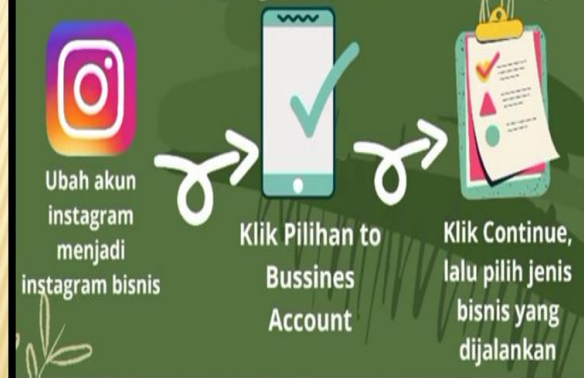 Ubah akun
instagram
menjadi
instagram bisnis
Klik Pilihan to
Bussines
Account
Klik Continue,
lalu pilih jenis
bisnis yang
dijalankan